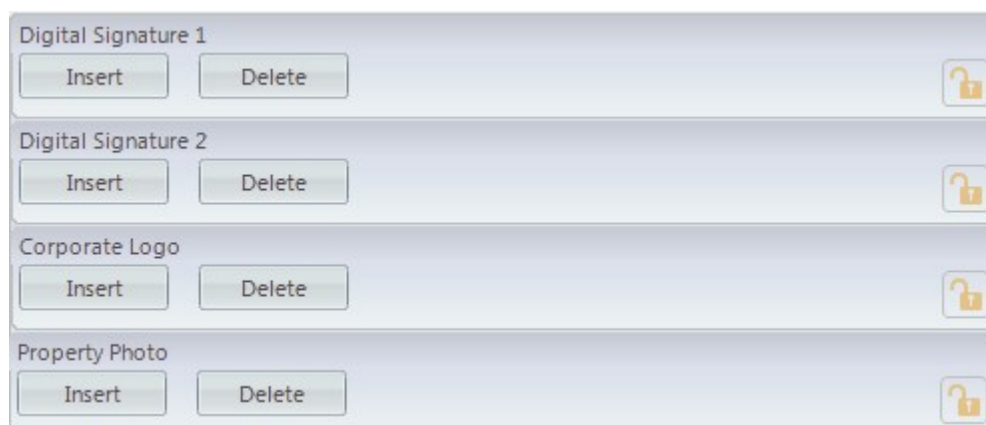 Digital Signature 1
Insert Delete
Digital Signature 2
Insert Delete
Corporate Logo
Insert Delete
Property Photo
Insert Delete